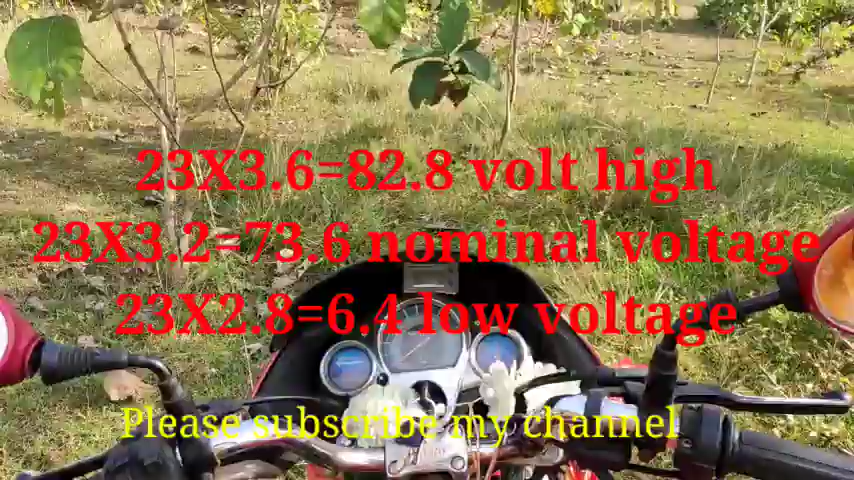 23X3.6=82.8 volt high
23X3.2=73.6 nominal voltage
23X2.8=6.4 low voltage
Please subscribe my channel